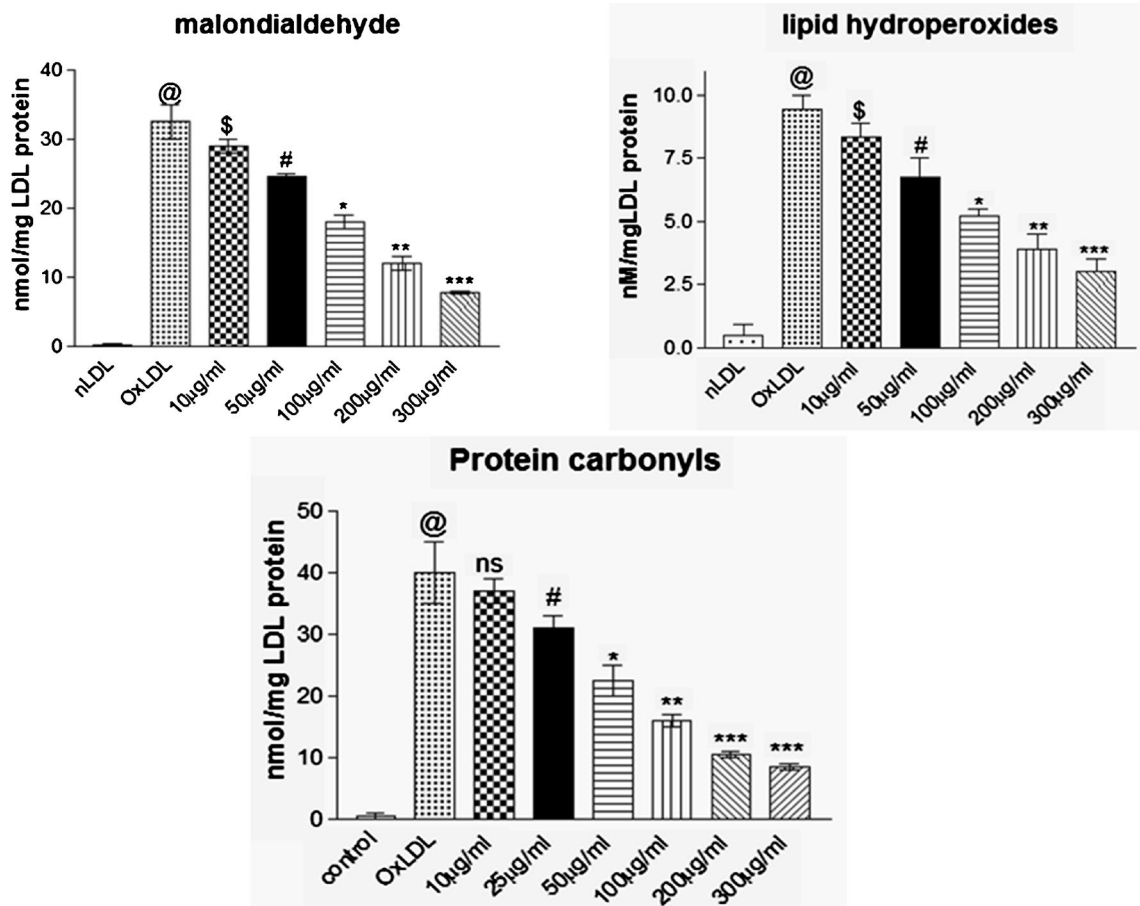 malondialdehyde
nmol/mg LDL protein
40
30
20
10
0
@
$
#
*
**
***
nLDL
OxLDL
10µg/ml
50µg/ml
100µg/ml
200µg/ml
300µg/ml
lipid hydroperoxides
nM/mgLDL protein
10.0
7.5
5.0
2.5
0.0
@
$
#
*
**
***
nLDL
OxLDL
10µg/ml
50µg/ml
100µg/ml
200µg/ml
300µg/ml
Protein carbonyls
nmol/mg LDL protein
50
40
30
20
10
0
@
ns
#
*
**
***
***
control
OxLDL
10µg/ml
25µg/ml
50µg/ml
100µg/ml
200µg/ml
300µg/ml